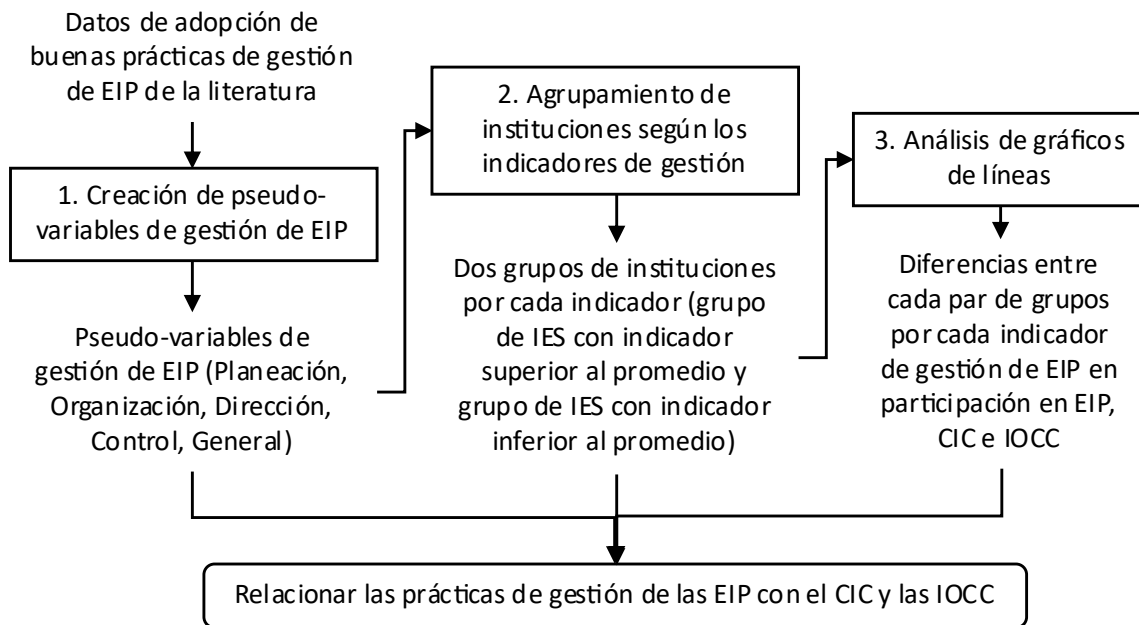 Datos de adopción de
buenas prácticas de gestión
de EIP de la literatura
1. Creación de pseudo-
variables de gestión de EIP
Pseudo-variables de
gestión de EIP (Planeación,
Organización, Dirección,
Control, General)
2. Agrupamiento de
instituciones según los
indicadores de gestión
Dos grupos de instituciones
por cada indicador (grupo
de IES con indicador
superior al promedio y
grupo de IES con indicador
inferior al promedio)
3. Análisis de gráficos
de líneas
Diferencias entre
cada par de grupos
por cada indicador
de gestión de EIP en
participación en EIP,
CIC e IOCC
Relacionar las prácticas de gestión de las EIP con el CIC y las IOCC